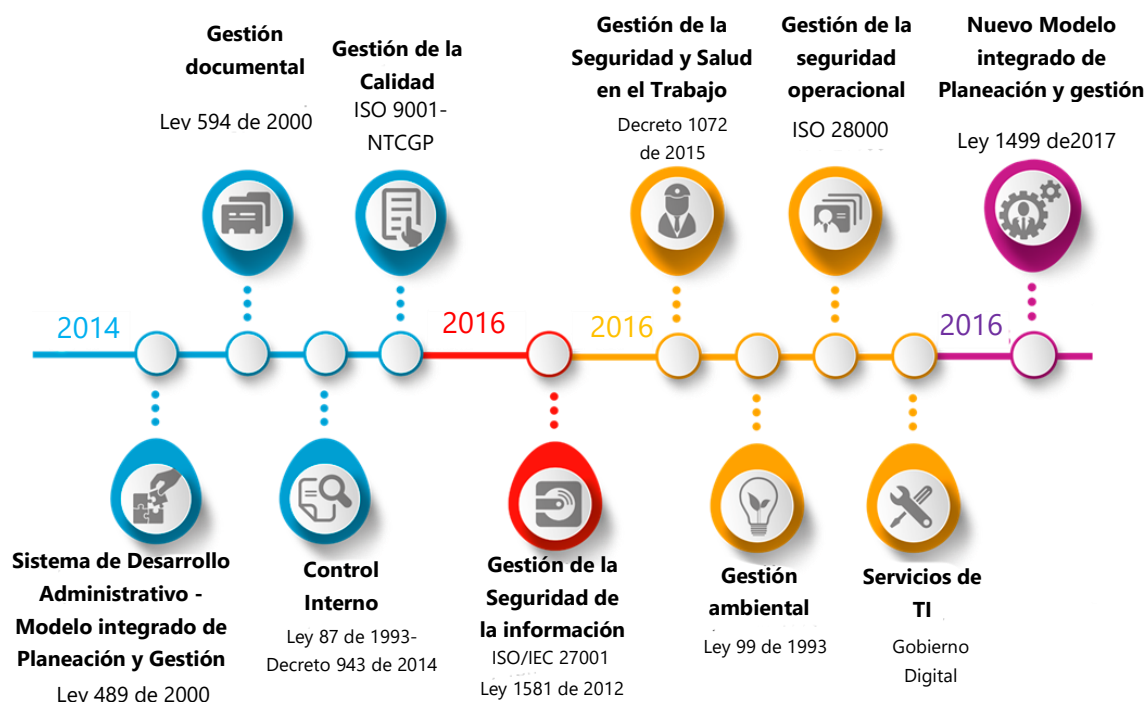 Gestión
documental
Ley 594 de 2000
Gestión de la
Calidad
ISO 9001-
NTCGP
Gestión de la
Seguridad y Salud
en el Trabajo
Decreto 1072
de 2015
Gestión de la
seguridad
operacional
ISO 28000
Nuevo Modelo
integrado de
Planeación y gestión
Ley 1499 de2017
2014
2016
2016
2016
Sistema de Desarrollo
Administrativo -
Modelo integrado de
Planeación y Gestión
Ley 489 de 2000
Control
Interno
Ley 87 de 1993-
Decreto 943 de 2014
Gestión de la
Seguridad de
la información
ISO/IEC 27001
Ley 1581 de 2012
Gestión
ambiental
Ley 99 de 1993
Servicios de
TI
Gobierno
Digital